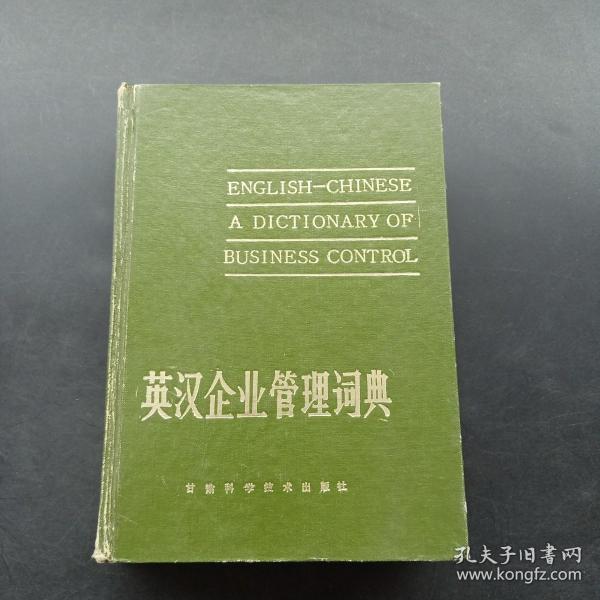 ENGLISH—CHINESE
A DICTIONARY OF
BUSINESS CONTROL
英汉企业管理词典
甘肃科学技术出版社
孔夫子旧书网
www.kongfz.com